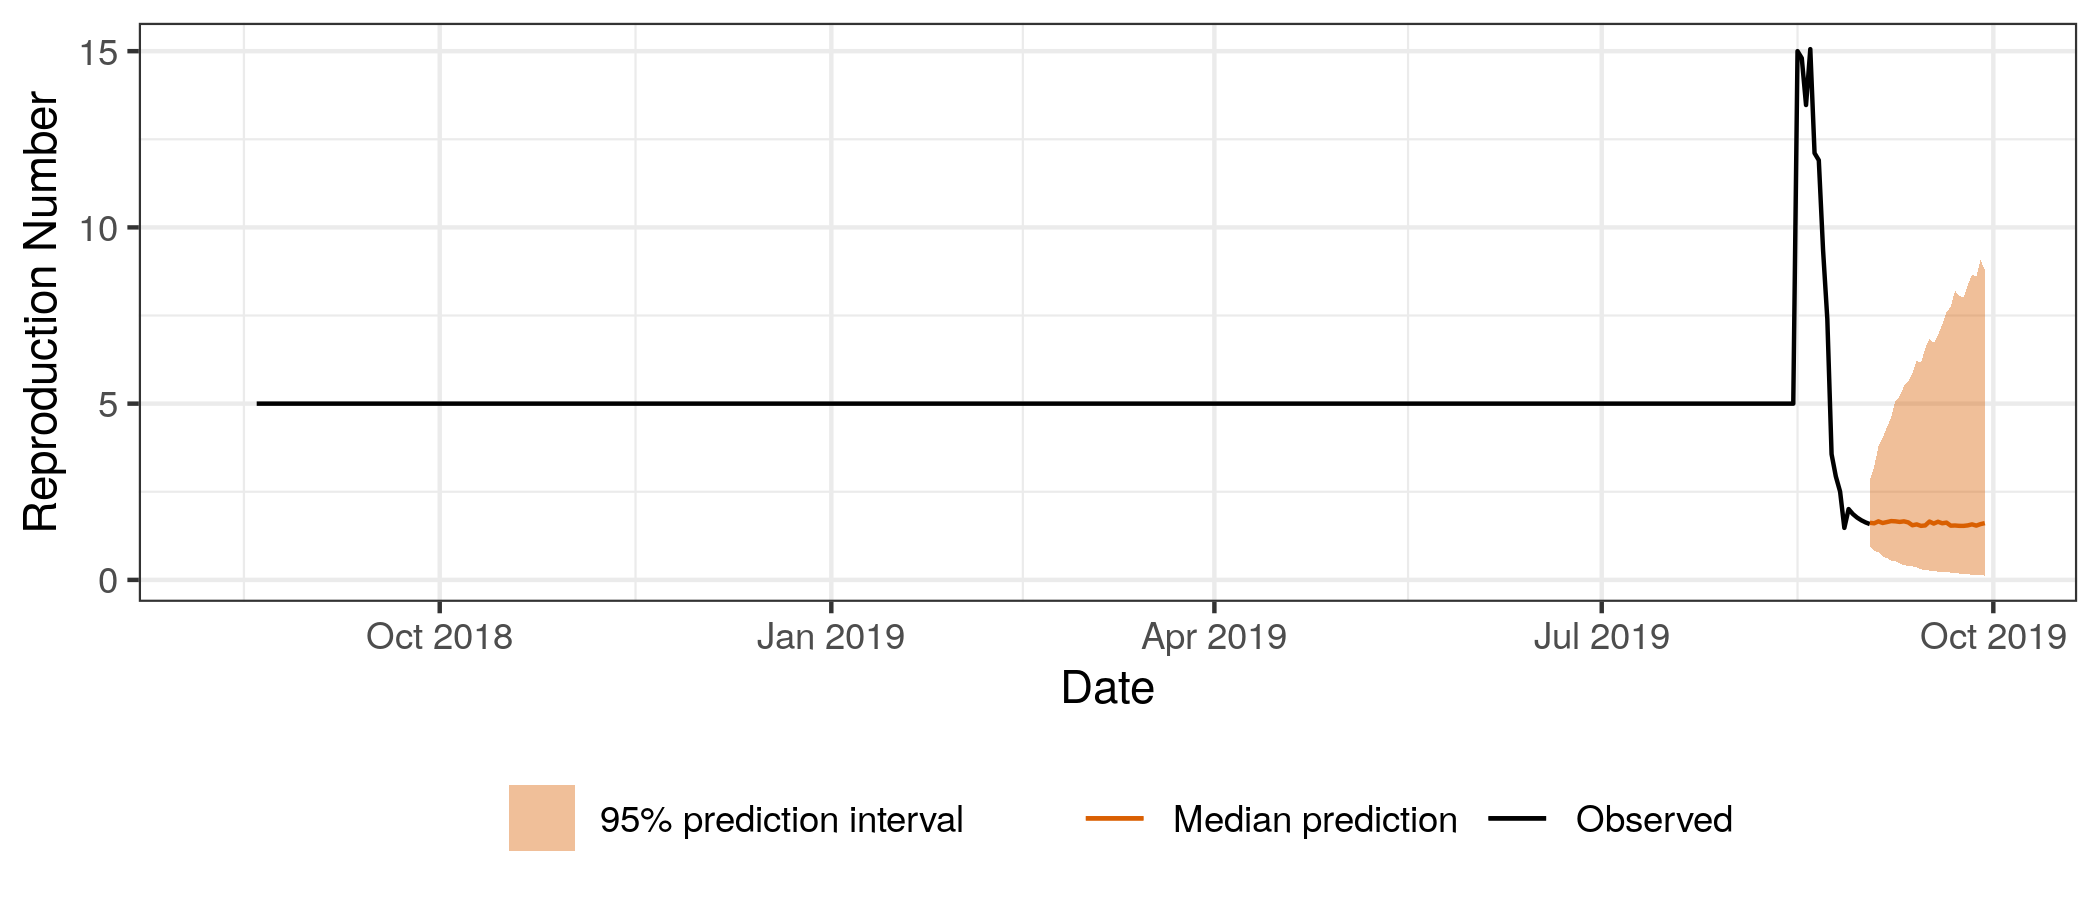 Reproduction Number
15
10
5
0
Oct 2018
Jan 2019
Apr 2019
Jul 2019
Oct 2019
Date
95% prediction interval
Median prediction
Observed